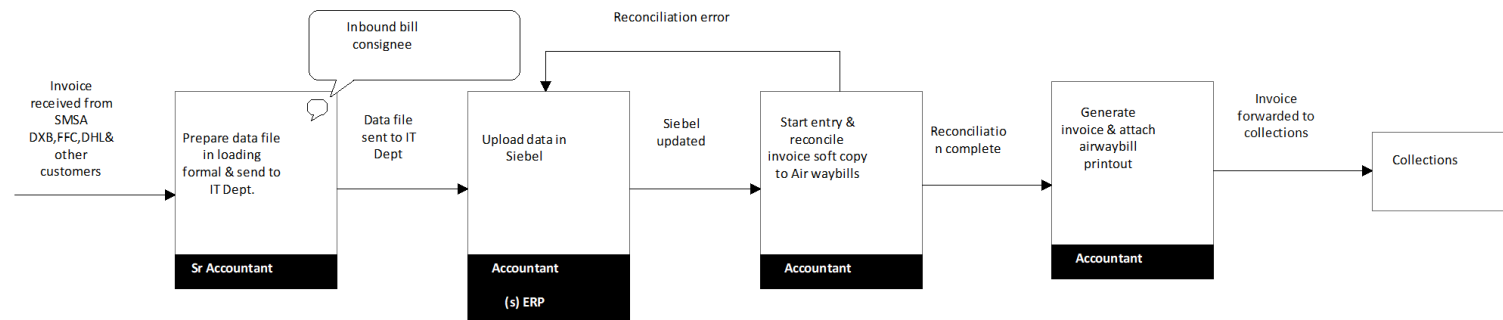 Reconciliation error
Inbound bill
consignee
Invoice
received from
SMSA
DXB,FFC,DHL&
other
customers
Prepare data file
in loading
formal & send to
IT Dept.
Sr Accountant
Data file
sent to IT
Dept
Upload data in
Siebel
Accountant
(s) ERP
Siebel
updated
Start entry &
reconcile
invoice soft copy
to Air waybills
Accountant
Reconciliatio
n complete
Generate
invoice & attach
airwaybill
printout
Accountant
Invoice
forwarded to
collections
Collections